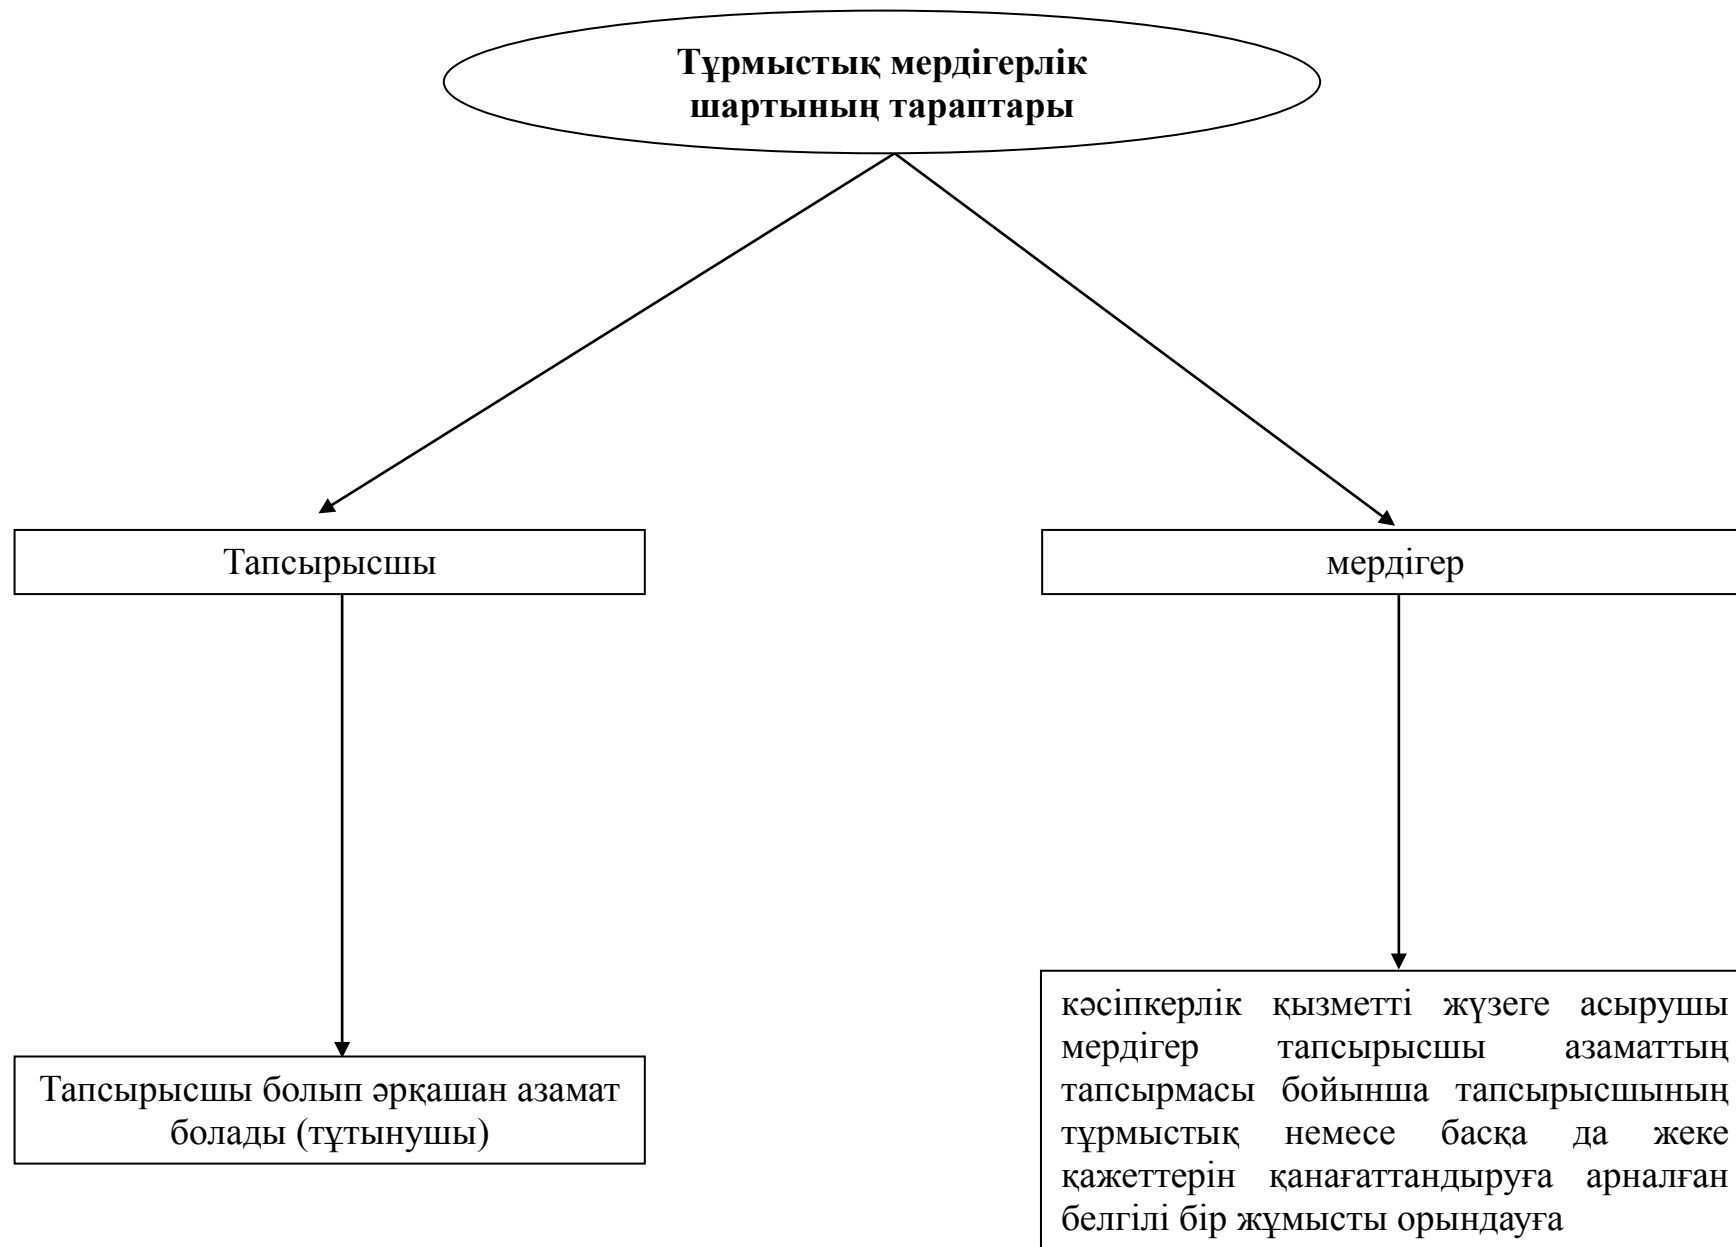 Тұрмыстық мердігерлік
шартының тараптары
Тапсырысшы
мердігер
Тапсырысшы болып әрқашан азамат
болады (тұтынушы)
кәсіпкерлік қызметті жүзеге асырушы
мердігер тапсырысшы азаматтың
тапсырмасы бойынша тапсырысшының
тұрмыстық немесе басқа да жеке
қажеттерін қанағаттандыруға арналған
белгілі бір жұмысты орындауға